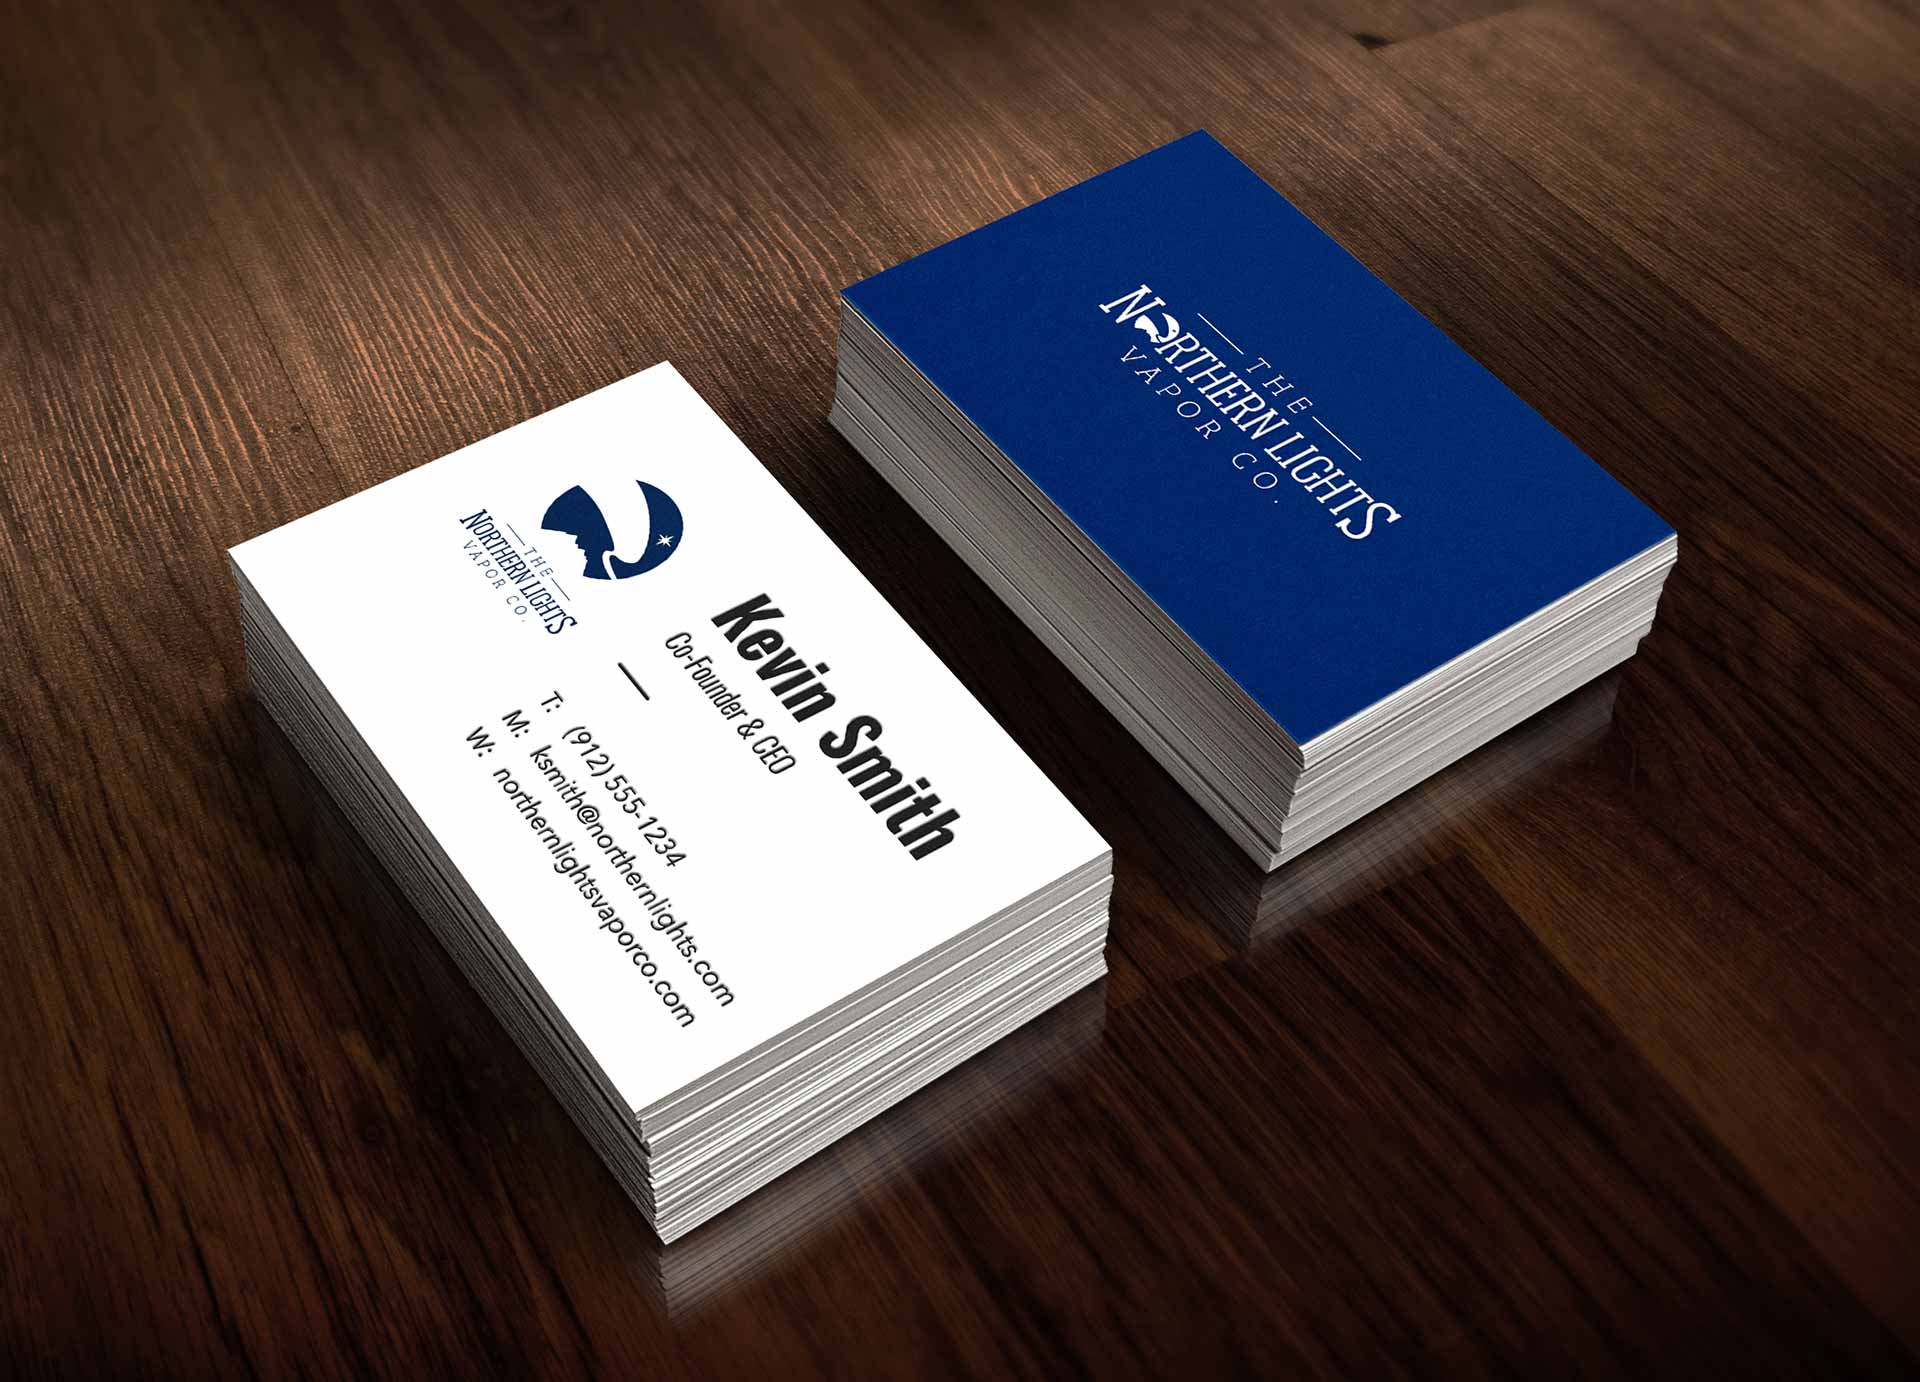 THE
NORTHERN LIGHTS
VAPOR CO.
Kevin Smith
Co-Founder & CEO
T: (912) 555-1234
M: ksmith@northernlights.com
W: northernlightsvaporco.com
THE
NORTHERN LIGHTS
VAPOR CO.